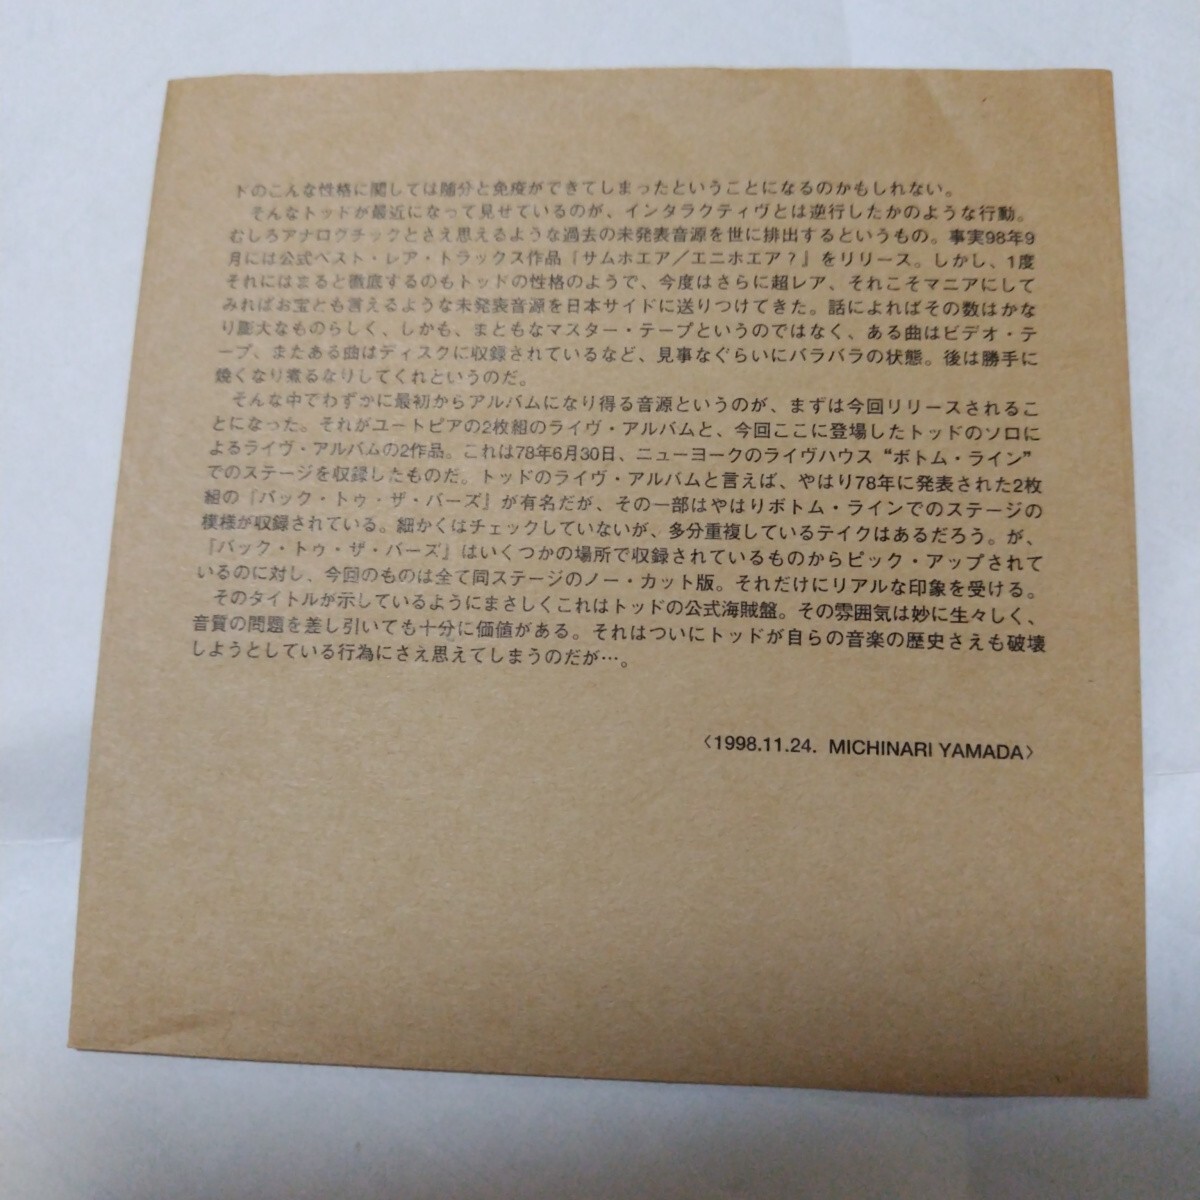 ドのこんな性格に関しては随分と免疫ができてしまったということになるのかもしれない。
そんなトッドが最近になって見せているのが、インタラクティヴとは逆行したかのような行動。
むしろアナログチックとさえ思えるような過去の未発表音源を世に排出するというもの。事実98年9
月には公式ベスト・レア・トラックス作品『サムホエア／エニホエア？』をリリース。しかし、1度
それにはまると徹底するのもトッドの性格のようで、今度はさらに超レア、それこそマニアにして
みればお宝とも言えるような未発表音源を日本サイドに送りつけてきた。話によればその数はかな
り膨大なものらしく、しかも、まともなマスター・テープというのではなく、ある曲はビデオ・テ
ープ、またある曲はディスクに収録されているなど、見事なぐらいにバラバラの状態。後は勝手に
焼くなり煮るなりしてくれというのだ。
そんな中でわずかに最初からアルバムになり得る音源というのが、まずは今回リリースされるこ
とになった。それがユートピアの2枚組のライヴ・アルバムと、今回ここに登場したトッドのソロに
よるライヴ・アルバムの2作品。これは78年6月30日、ニューヨークのライヴハウス“ボトム・ライン”
でのステージを収録したものだ。トッドのライヴ・アルバムと言えば、やはり78年に発表された2枚
組の『バック・トゥ・ザ・バーズ』が有名だが、その一部はやはりボトム・ラインでのステージの
模様が収録されている。細かくはチェックしていないが、多分重複しているテイクはあるだろう。が、
『バック・トゥ・ザ・バーズ』はいくつかの場所で収録されているものからピック・アップされて
いるのに対し、今回のものは全て同ステージのノー・カット版。それだけにリアルな印象を受ける。
そのタイトルが示しているようにまさしくこれはトッドの公式海賊盤。その雰囲気は妙に生々しく、
音質の問題を差し引いても十分に価値がある。それはついにトッドが自らの音楽の歴史さえも破壊
しようとしている行為にさえ思えてしまうのだが…。
〈1998.11.24. MICHINARI YAMADA〉